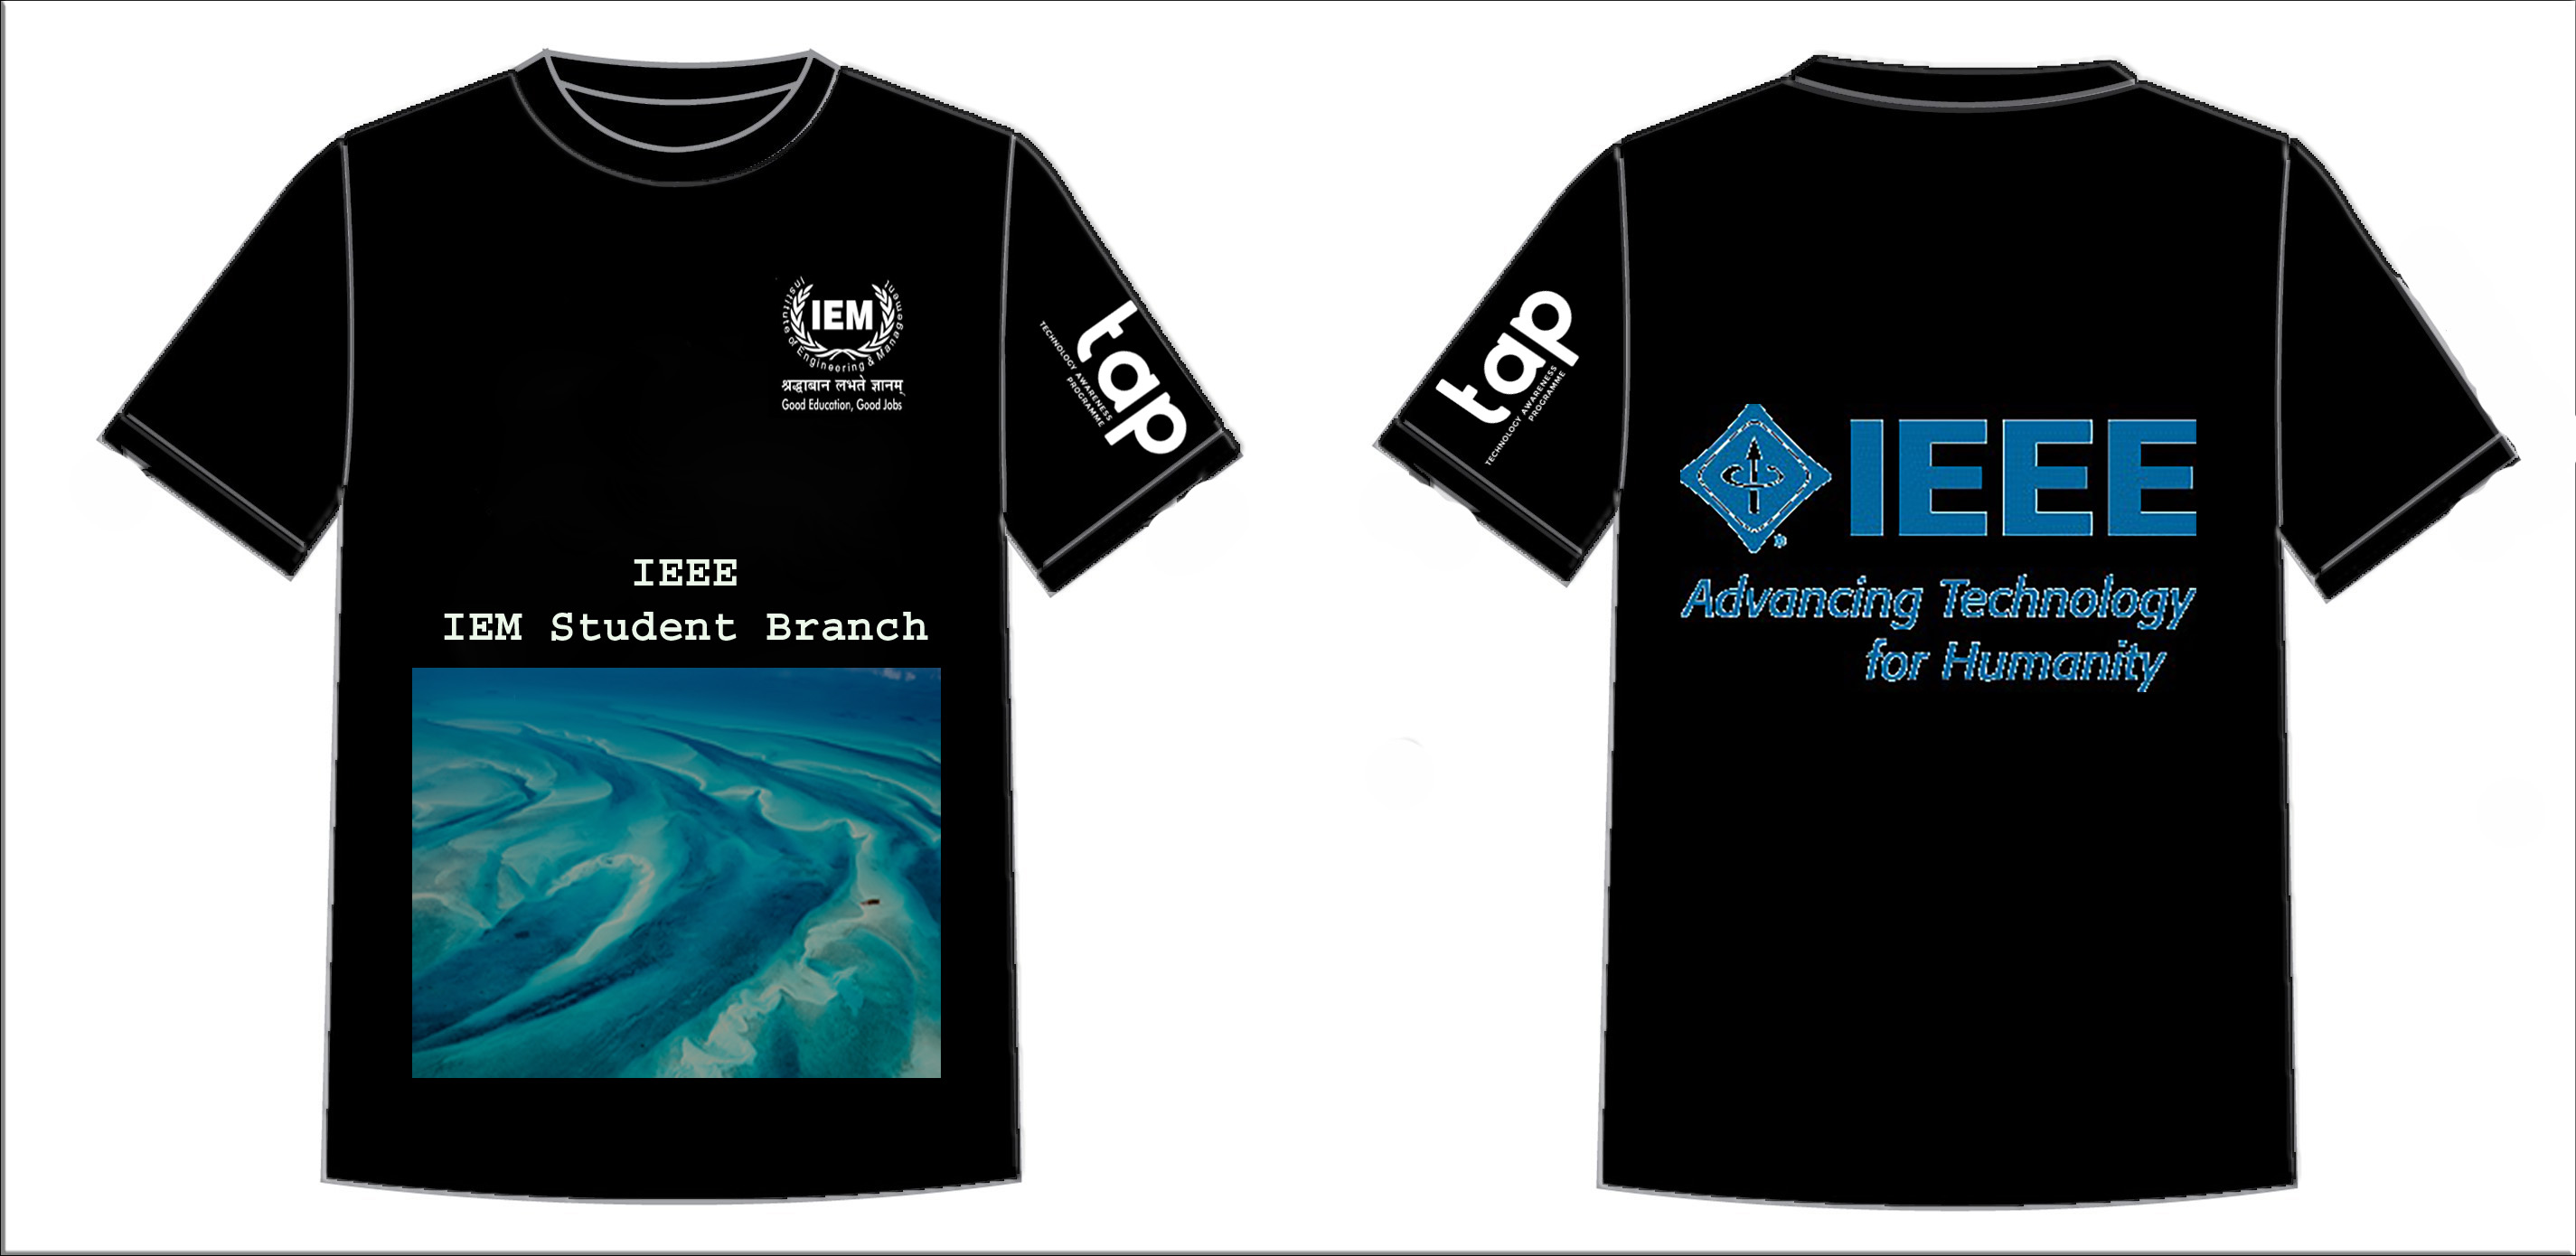 IEM
Institute of Engineering & Management
श्रद्धाबान लभते ज्ञानम्
Good Education, Good Jobs
tap
TECHNOLOGY AWARENESS
PROGRAMME
IEEE
IEM Student Branch
tap
TECHNOLOGY AWARENESS
PROGRAMME
IEEE
Advancing Technology
for Humanity